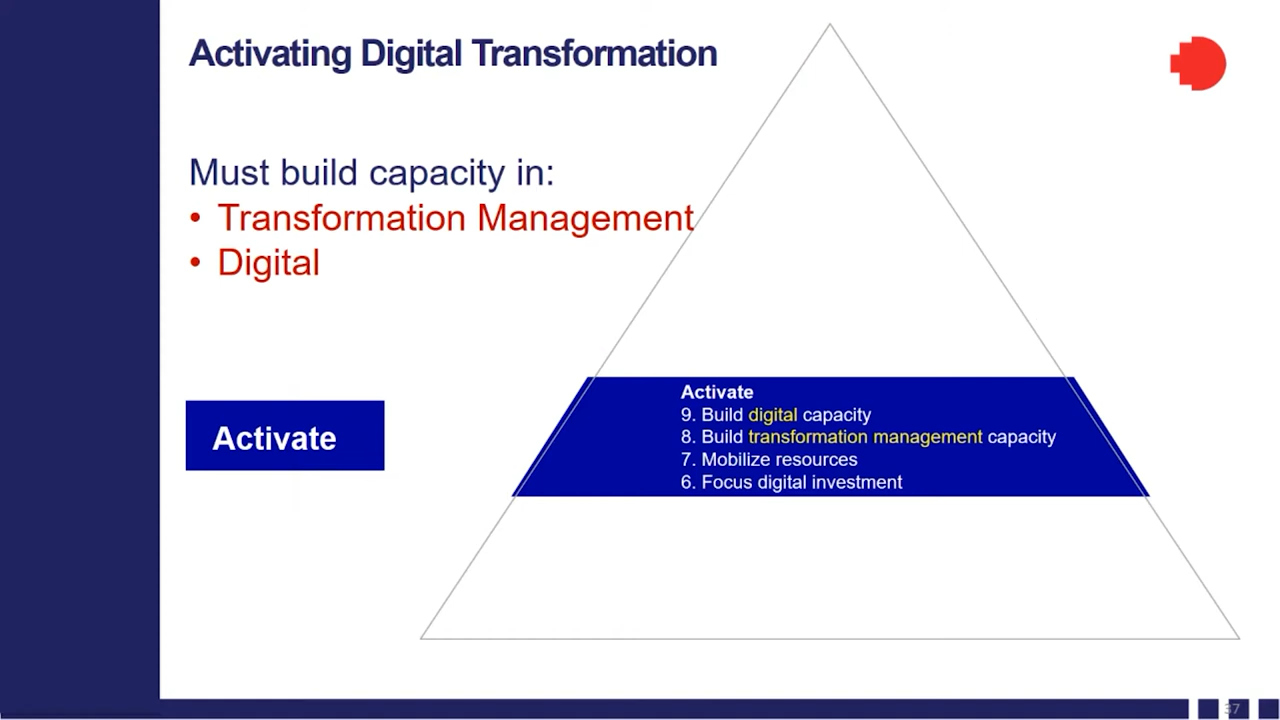 Activating Digital Transformation
Must build capacity in:
• Transformation Management
• Digital
Activate
Activate
9. Build digital capacity
8. Build transformation management capacity
7. Mobilize resources
6. Focus digital investment
37